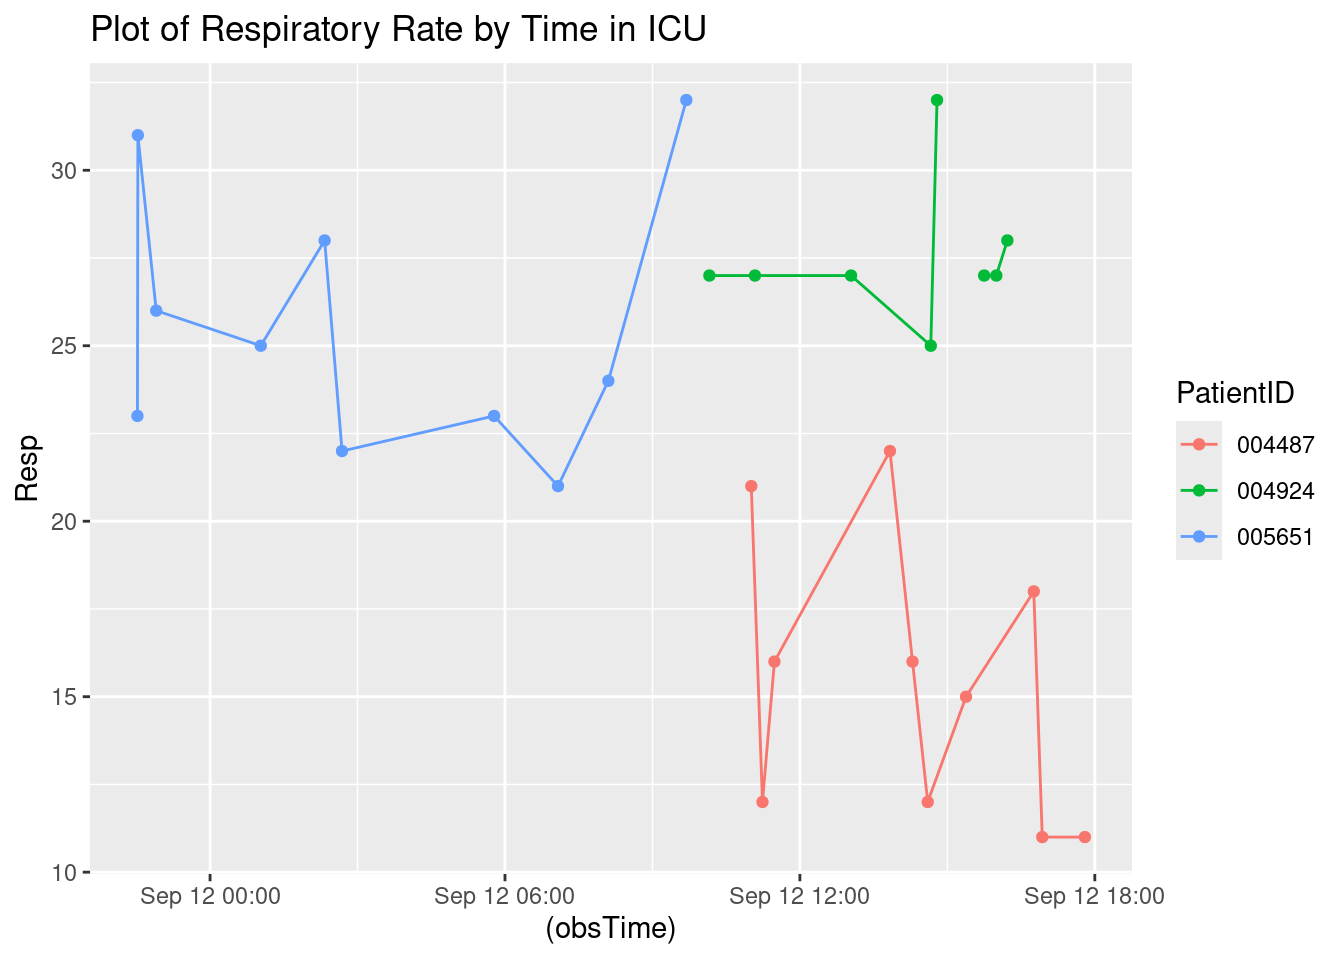 Plot of Respiratory Rate by Time in ICU
30
25
20
15
10
Resp
Sep 12 00:00
Sep 12 06:00
Sep 12 12:00
Sep 12 18:00
(obsTime)
PatientID
004487
004924
005651